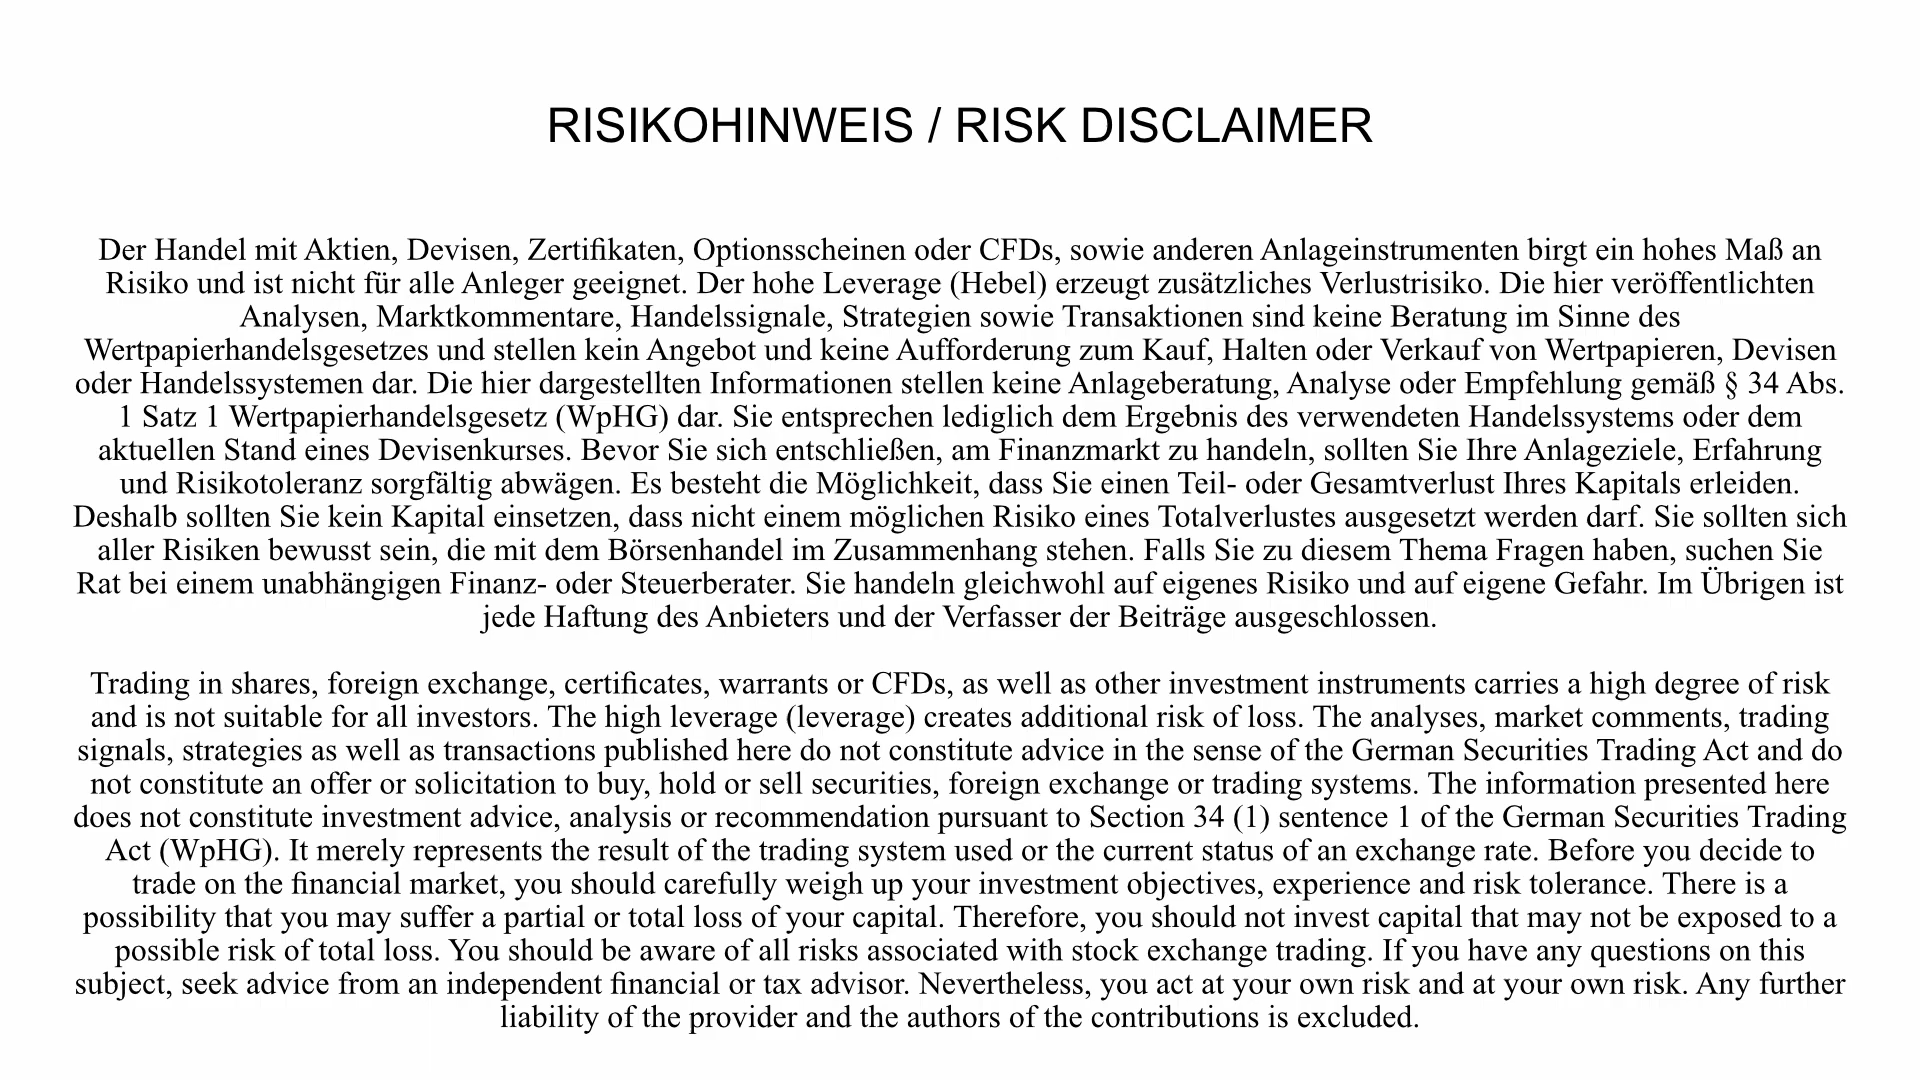 RISIKOHINWEIS / RISK DISCLAIMER
Der Handel mit Aktien, Devisen, Zertifikaten, Optionsscheinen oder CFDs, sowie anderen Anlageinstrumenten birgt ein hohes Maß an
Risiko und ist nicht für alle Anleger geeignet. Der hohe Leverage (Hebel) erzeugt zusätzliches Verlustrisiko. Die hier veröffentlichten
Analysen, Marktkommentare, Handelssignale, Strategien sowie Transaktionen sind keine Beratung im Sinne des
Wertpapierhandelsgesetzes und stellen kein Angebot und keine Aufforderung zum Kauf, Halten oder Verkauf von Wertpapieren, Devisen
oder Handelssystemen dar. Die hier dargestellten Informationen stellen keine Anlageberatung, Analyse oder Empfehlung gemäß § 34 Abs.
1 Satz 1 Wertpapierhandelsgesetz (WpHG) dar. Sie entsprechen lediglich dem Ergebnis des verwendeten Handelssystems oder dem
aktuellen Stand eines Devisenkurses. Bevor Sie sich entschließen, am Finanzmarkt zu handeln, sollten Sie Ihre Anlageziele, Erfahrung
und Risikotoleranz sorgfältig abwägen. Es besteht die Möglichkeit, dass Sie einen Teil- oder Gesamtverlust Ihres Kapitals erleiden.
Deshalb sollten Sie kein Kapital einsetzen, dass nicht einem möglichen Risiko eines Totalverlustes ausgesetzt werden darf. Sie sollten sich
aller Risiken bewusst sein, die mit dem Börsenhandel im Zusammenhang stehen. Falls Sie zu diesem Thema Fragen haben, suchen Sie
Rat bei einem unabhängigen Finanz- oder Steuerberater. Sie handeln gleichwohl auf eigenes Risiko und auf eigene Gefahr. Im Übrigen ist
jede Haftung des Anbieters und der Verfasser der Beiträge ausgeschlossen.
Trading in shares, foreign exchange, certificates, warrants or CFDs, as well as other investment instruments carries a high degree of risk
and is not suitable for all investors. The high leverage (leverage) creates additional risk of loss. The analyses, market comments, trading
signals, strategies as well as transactions published here do not constitute advice in the sense of the German Securities Trading Act and do
not constitute an offer or solicitation to buy, hold or sell securities, foreign exchange or trading systems. The information presented here
does not constitute investment advice, analysis or recommendation pursuant to Section 34 (1) sentence 1 of the German Securities Trading
Act (WpHG). It merely represents the result of the trading system used or the current status of an exchange rate. Before you decide to
trade on the financial market, you should carefully weigh up your investment objectives, experience and risk tolerance. There is a
possibility that you may suffer a partial or total loss of your capital. Therefore, you should not invest capital that may not be exposed to a
possible risk of total loss. You should be aware of all risks associated with stock exchange trading. If you have any questions on this
subject, seek advice from an independent financial or tax advisor. Nevertheless, you act at your own risk and at your own risk. Any further
liability of the provider and the authors of the contributions is excluded.